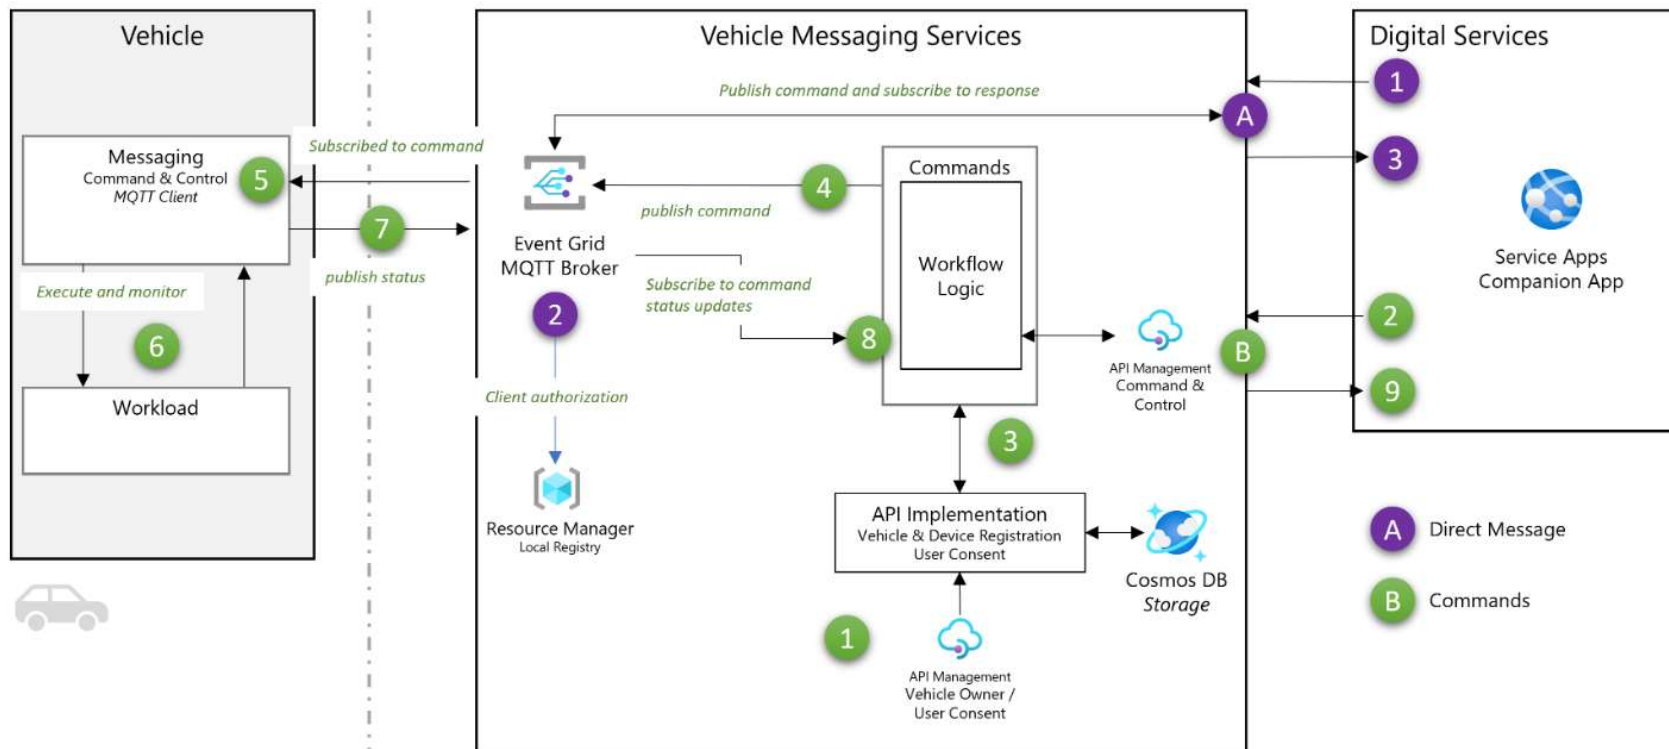 Vehicle
Vehicle Messaging Services
Digital Services
Publish command and subscribe to response
1
A
3
Messaging
Command & Control
MQTT Client
5
Subscribed to command
7
publish status
Execute and monitor
6
Workload
Event Grid
MQTT Broker
2
Client authorization
Resource Manager
Local Registry
4
publish command
Subscribe to command
status updates
8
Commands
Workflow
Logic
API Management
Command &
Control
B
3
API Implementation
Vehicle & Device Registration
User Consent
Cosmos DB
Storage
1
API Management
Vehicle Owner /
User Consent
Service Apps
Companion App
2
9
A
Direct Message
B
Commands